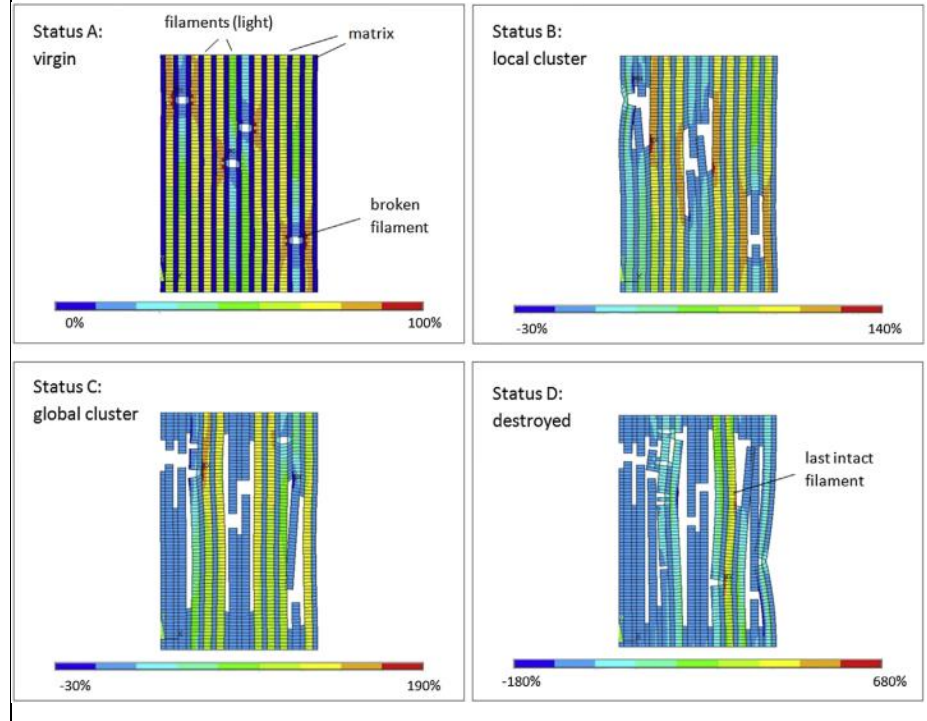 Status A:
virgin
filaments (light)
matrix
broken
filament
0%
100%
Status B:
local cluster
-30%
140%
Status C:
global cluster
-30%
190%
Status D:
destroyed
last intact
filament
-180%
680%